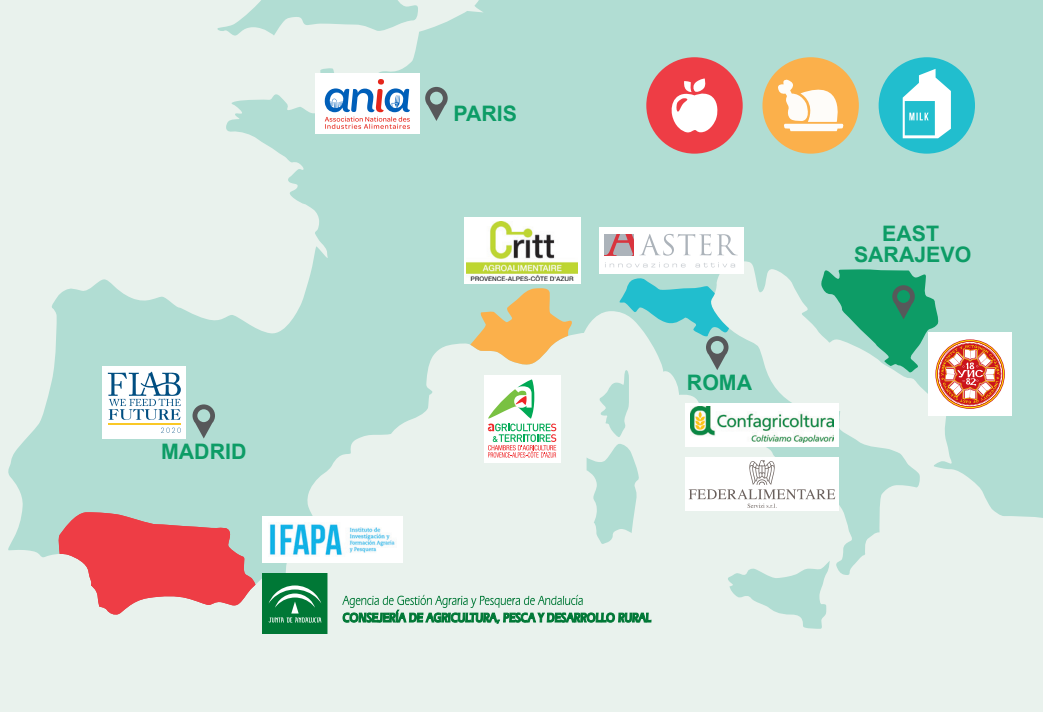 ania
Association Nationale des
Industries Alimentaires
PARIS
MILK
Critt
AGROALIMENTAIRE
PROVENCE-ALPES-CÔTE D'AZUR
ASTER
innovazione attiva
EAST
SARAJEVO
18
УИС
82
FIAB
WE FEED THE
FUTURE
2020
MADRID
ROMA
aGRICULTURES
& TERRITOIRES
CHAMBRES D'AGRICULTURE
PROVENCE-ALPES-CÔTE D'AZUR
Confagricoltura
Coltiviamo Capolavori
FEDERALIMENTARE
Servizi s.r.l.
IFAPA
Instituto de
Investigación y
Formación Agraria
y Pesquera
JUNTA DE ANDALUCIA
Agencia de Gestión Agraria y Pesquera de Andalucía
CONSEJERÍA DE AGRICULTURA, PESCA Y DESARROLLO RURAL